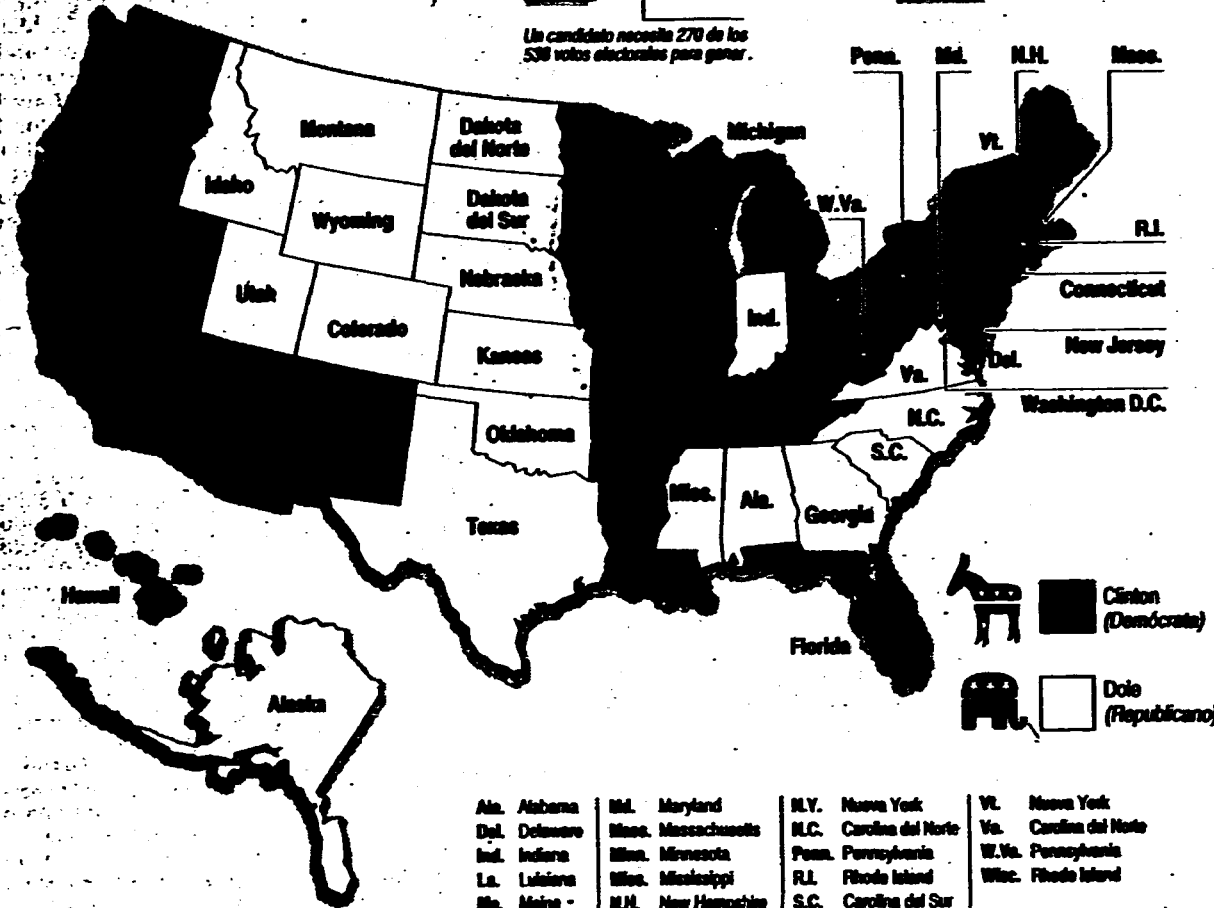 Un candidato necesita 270 de los
538 votos electorales para ganar.
Penn.
Md.
N.H.
Mass.
Montana
Dakota
del Norte
Michigan
Vt.
Idaho
Wyoming
Dakota
del Sur
W.Va.
R.I.
Nebraska
Connecticut
Utah
Colorado
Ind.
Kansas
New Jersey
Del.
Va.
Washington D.C.
Oklahoma
N.C.
S.C.
Miss.
Ala.
Georgia
Texas
Hawaii
Clinton
(Demócrata)
Florida
Alaska
Dole
(Republicano)
Ala. Alabama
Del. Delaware
Ind. Indiana
La. Luisiana
Me. Maine
Md. Maryland
Mass. Massachusetts
Minn. Minnesota
Miss. Mississippi
N.H. New Hampshire
N.Y. Nueva York
N.C. Carolina del Norte
Penn. Pennsylvania
R.I. Rhode Island
S.C. Carolina del Sur
Vt. Nueva York
Va. Carolina del Norte
W.Va. Pennsylvania
Wisc. Rhode Island